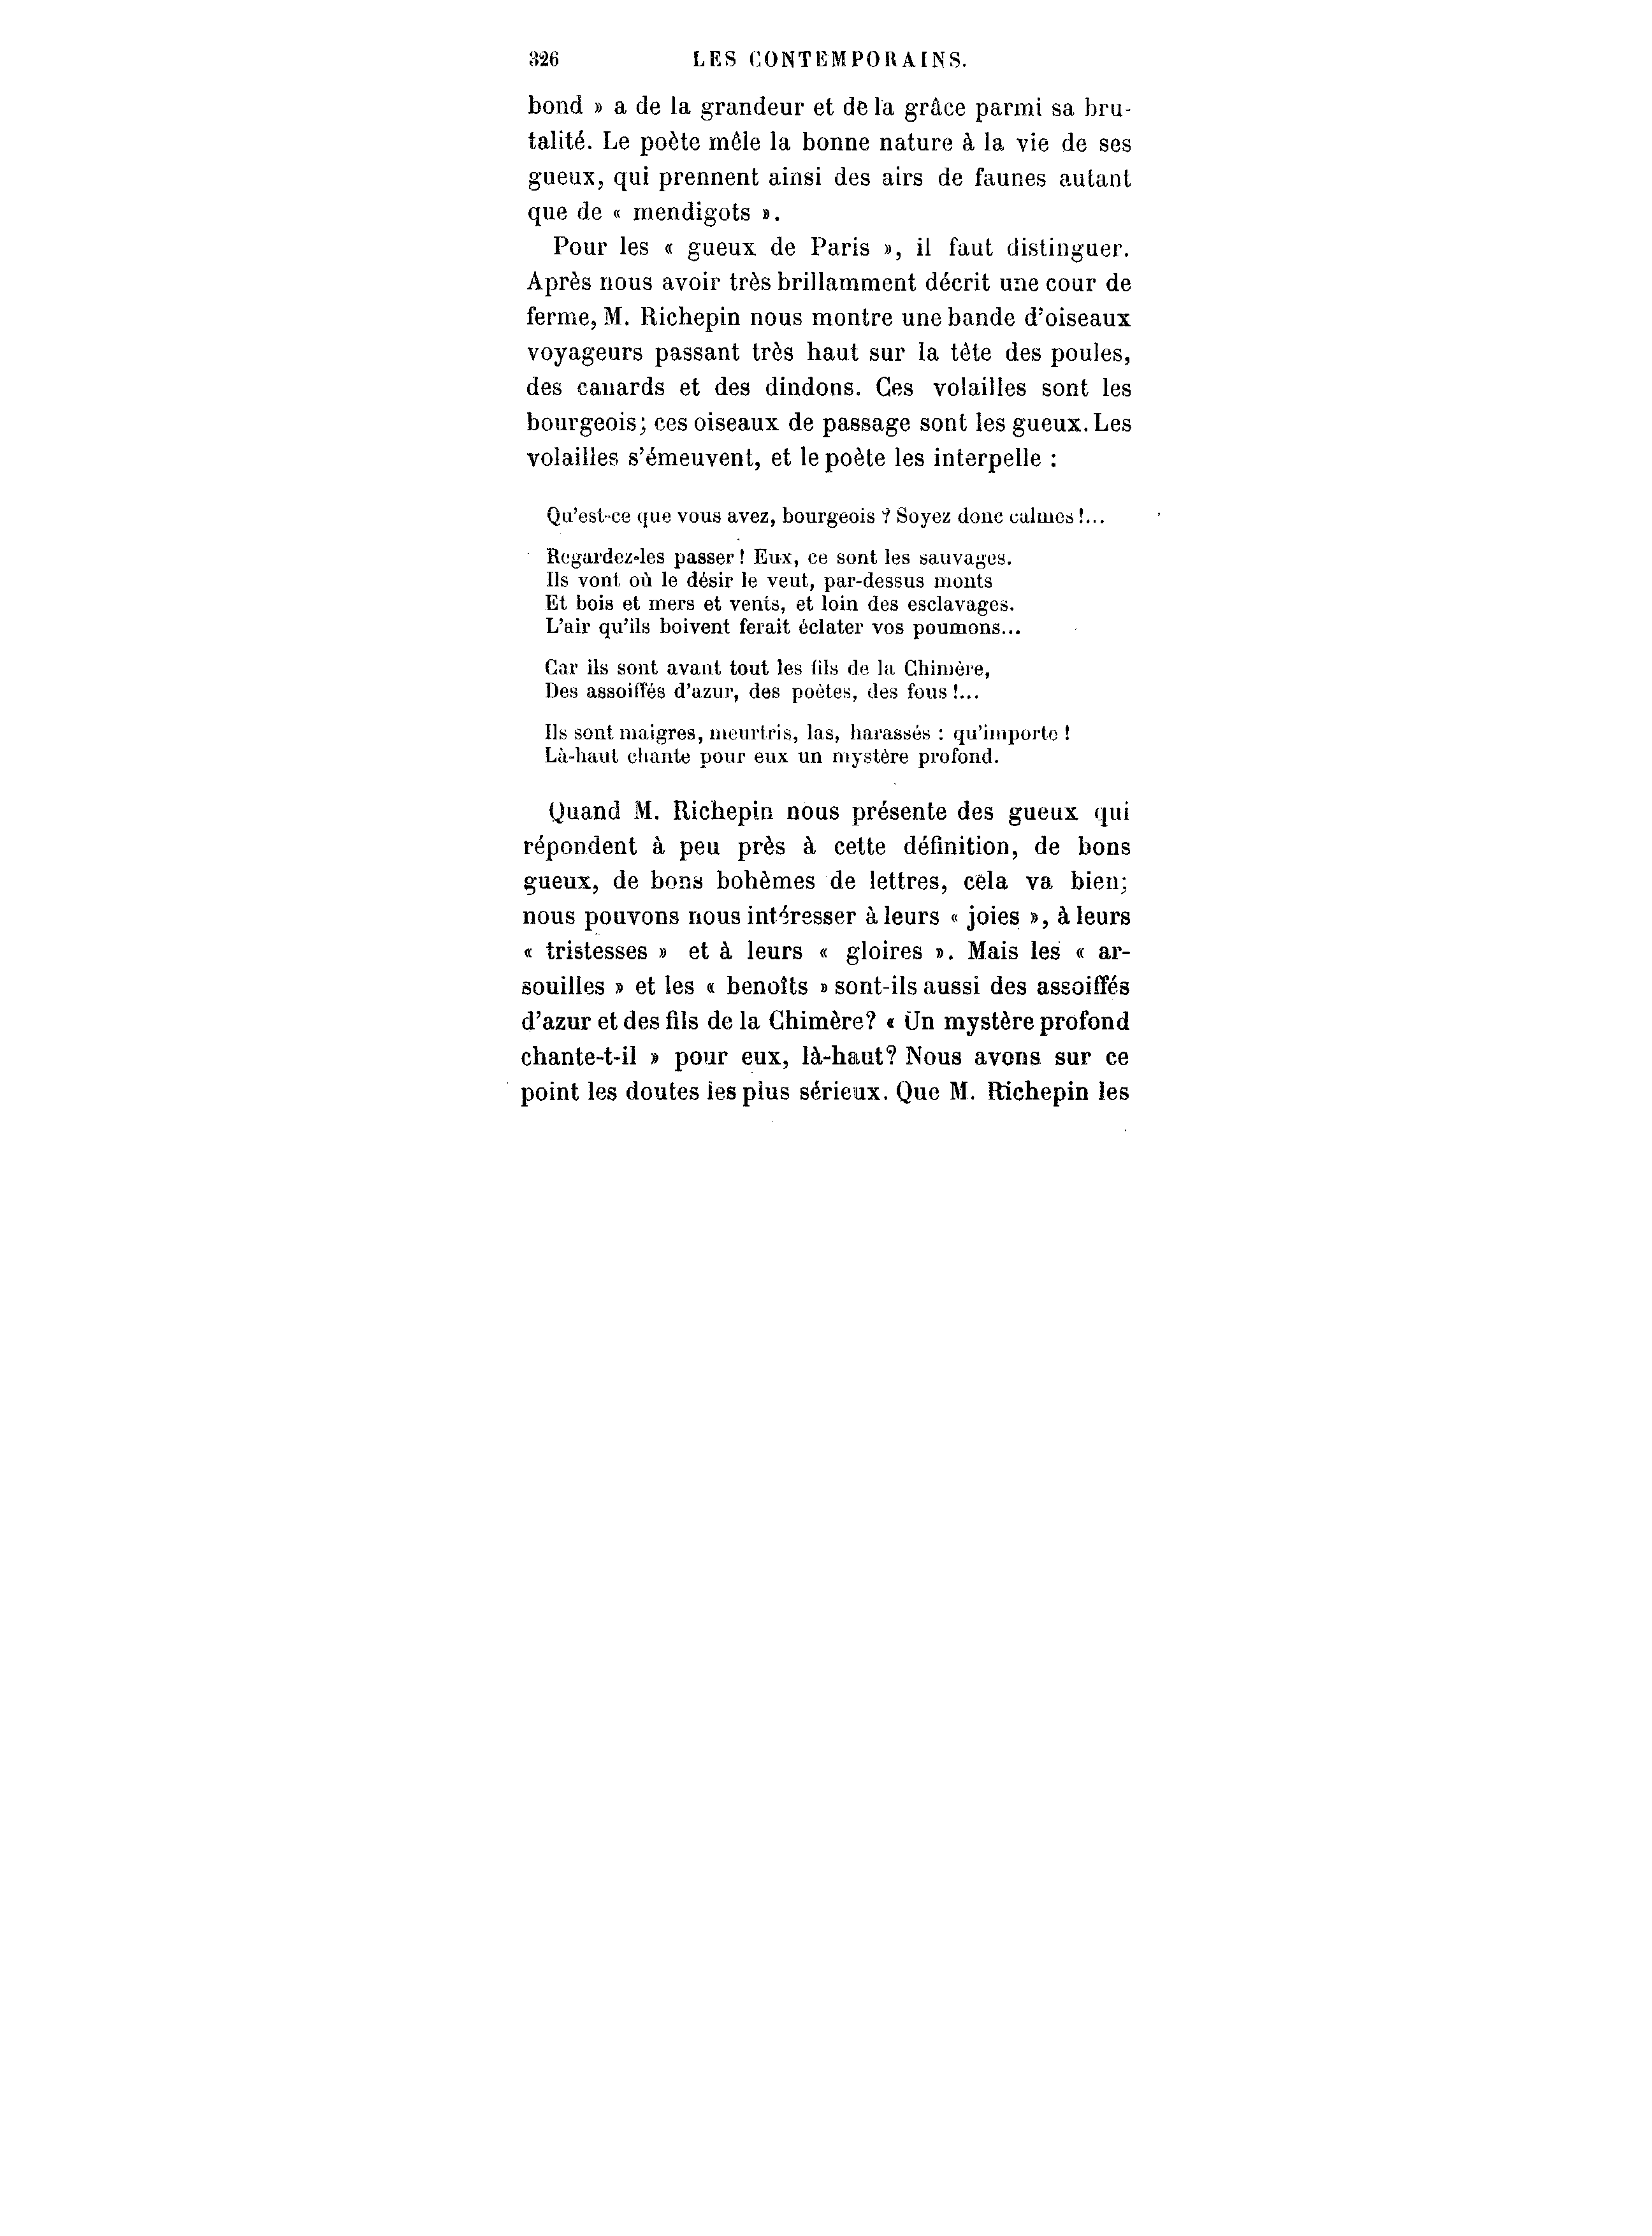 326 LES CONTEMPORAINS.
bond » a de la grandeur et de la grâce parmi sa bru-
talité. Le poète mêle la bonne nature à la vie de ses
gueux, qui prennent ainsi des airs de faunes autant
que de « mendigots ».
Pour les « gueux de Paris », il faut distinguer.
Après nous avoir très brillamment décrit une cour de
ferme, M. Richepin nous montre une bande d'oiseaux
voyageurs passant très haut sur la tête des poules,
des canards et des dindons. Ces volailles sont les
bourgeois; ces oiseaux de passage sont les gueux. Les
volailles s'émeuvent, et le poète les interpelle :
Qu'est-ce que vous avez, bourgeois ? Soyez donc calmes !...
Regardez-les passer ! Eux, ce sont les sauvages.
Ils vont où le désir le veut, par-dessus monts
Et bois et mers et vents, et loin des esclavages.
L'air qu'ils boivent ferait éclater vos poumons...
Car ils sont avant tout les fils de la Chimère,
Des assoiffés d'azur, des poètes, des fous !...
Ils sont maigres, meurtris, las, harassés : qu'importe !
Là-haut chante pour eux un mystère profond.
Quand M. Richepin nous présente des gueux qui
répondent à peu près à cette définition, de bons
gueux, de bons bohèmes de lettres, cela va bien;
nous pouvons nous intéresser à leurs « joies », à leurs
« tristesses » et à leurs « gloires ». Mais les « ar-
souilles » et les « benoîts » sont-ils aussi des assoiffés
d'azur et des fils de la Chimère? « Un mystère profond
chante-t-il » pour eux, là-haut? Nous avons sur ce
point les doutes les plus sérieux. Que M. Richepin les